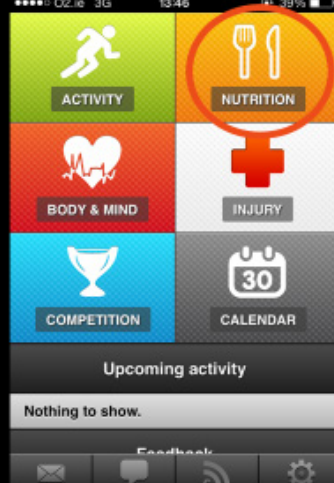 O2.ie 3G 13:46 39%
ACTIVITY NUTRITION
BODY & MIND INJURY
30
COMPETITION CALENDAR
Upcoming activity
Nothing to show.
Feedback